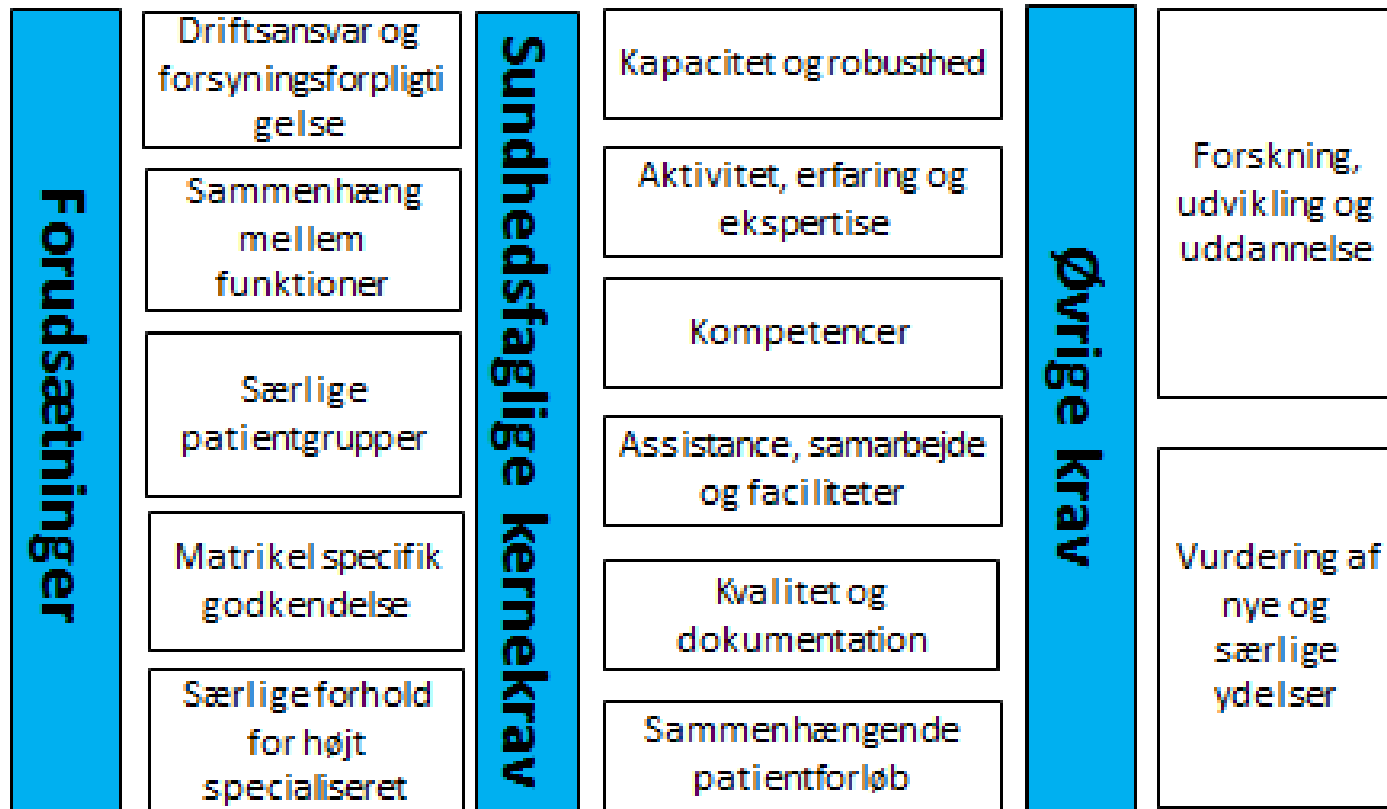 Forudsætninger
Driftsansvar og
forsyningsforpligti
gelse
Sammenhæng
mellem
funktioner
Særlige
patientgrupper
Matrikel specifik
godkendelse
Særlige forhold
for højt
specialiseret
Sundhedsfaglige kernekrav
Kapacitet og robusthed
Aktivitet, erfaring og
ekspertise
Kompetencer
Assistance, samarbejde
og faciliteter
Kvalitet og
dokumentation
Sammenhængende
patientforløb
Øvrige krav
Forskning,
udvikling og
uddannelse
Vurdering af
nye og
særlige
ydelser